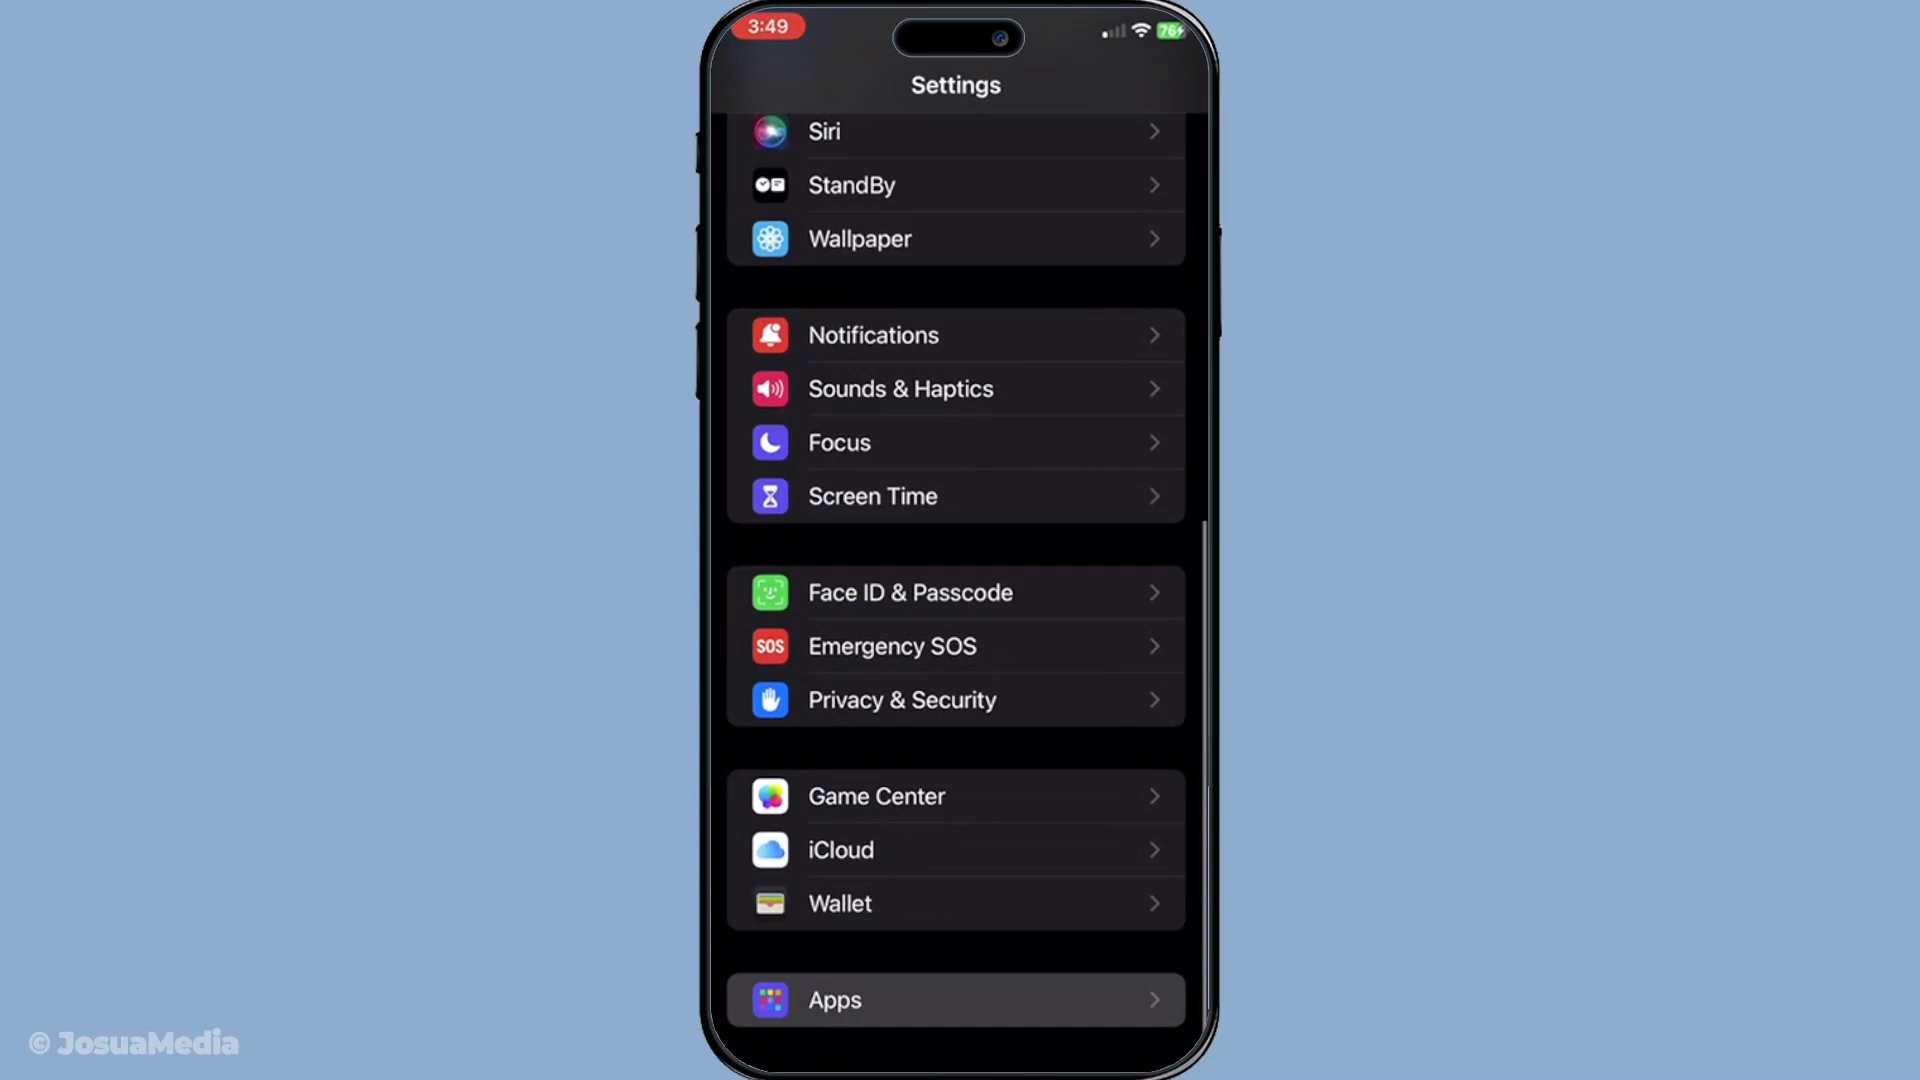 3:49
76
Settings
Siri
StandBy
Wallpaper
Notifications
Sounds & Haptics
Focus
Screen Time
Face ID & Passcode
SOS Emergency SOS
Privacy & Security
Game Center
iCloud
Wallet
Apps
© JosuaMedia